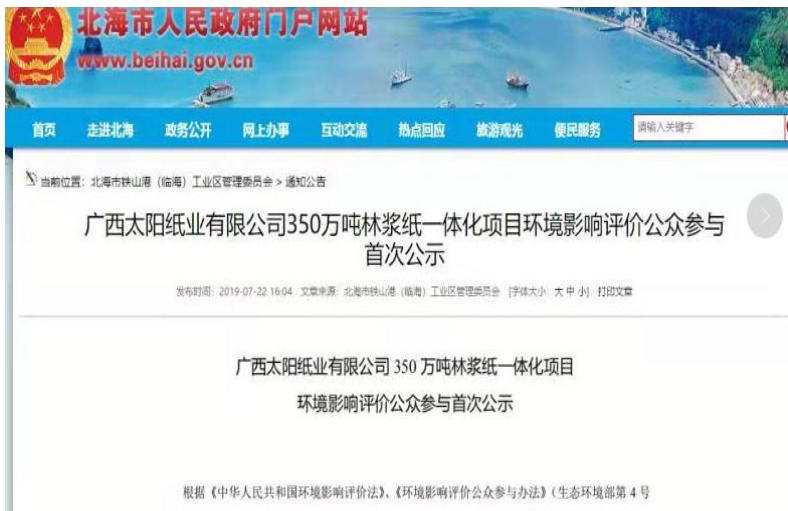 北海市人民政府门户网站
www.beihai.gov.cn
首页 走进北海 政务公开 网上办事 互动交流 热点回应 旅游观光 便民服务 请输入关键字
当前位置：北海市铁山港（临海）工业区管理委员会 > 通知公告
广西太阳纸业有限公司350万吨林浆纸一体化项目环境影响评价公众参与
首次公示
发布时间：2019-07-22 16:04 文章来源：北海市铁山港（临海）工业区管理委员会 [字体大小：大 中 小] 打印文章
广西太阳纸业有限公司 350 万吨林浆纸一体化项目
环境影响评价公众参与首次公示
根据《中华人民共和国环境影响评价法》、《环境影响评价公众参与办法》（生态环境部第 4 号